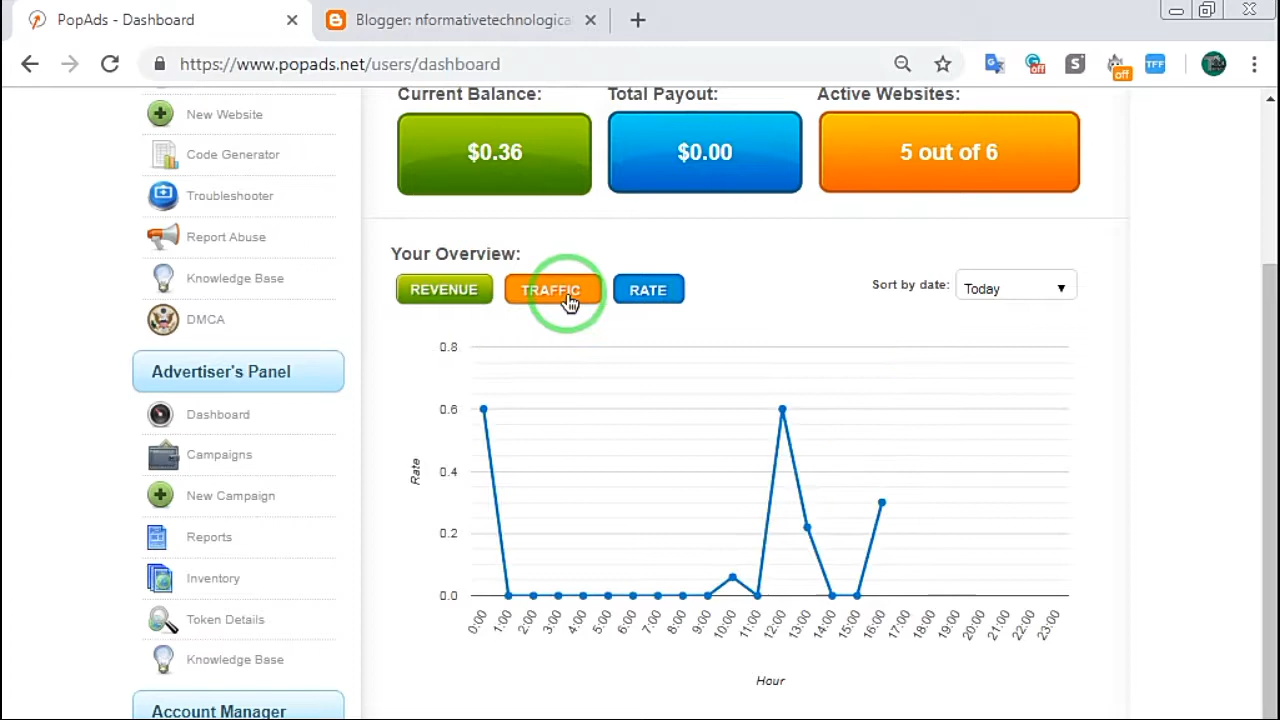 PopAds - Dashboard
Blogger: nformativetechnologica
https://www.popads.net/users/dashboard
off
S
off
TFF
New Website
Code Generator
Troubleshooter
Report Abuse
Knowledge Base
DMCA
Advertiser's Panel
Dashboard
Campaigns
New Campaign
Reports
Inventory
Token Details
Knowledge Base
Account Manager
Current Balance:
$0.36
Total Payout:
$0.00
Active Websites:
5 out of 6
Your Overview:
REVENUE
TRAFFIC
RATE
Sort by date:
Today
0.8
0.6
0.4
0.2
0.0
Rate
0:00
1:00
2:00
3:00
4:00
5:00
6:00
7:00
8:00
9:00
10:00
11:00
12:00
13:00
14:00
15:00
16:00
17:00
18:00
19:00
20:00
21:00
22:00
23:00
Hour